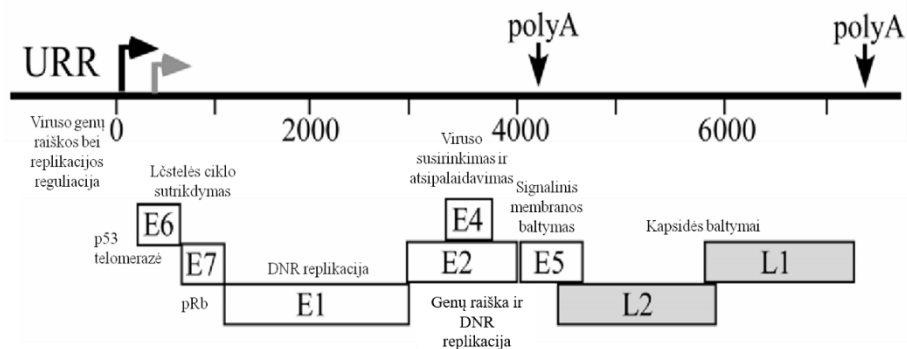 polyA
polyA
URR
0
2000
4000
6000
Viruso genų
raiškos bei
replikacijos
reguliacija
Lčstelės ciklo
sutrikdymas
Viruso
susirinkimas ir
atsipalaidavimas
Signalinis
membranos
baltymas
Kapsidės baltymai
E6
E4
p53
telomerazė
E7
DNR replikacija
E2
E5
L1
pRb
E1
Genų raiška ir
DNR
replikacija
L2